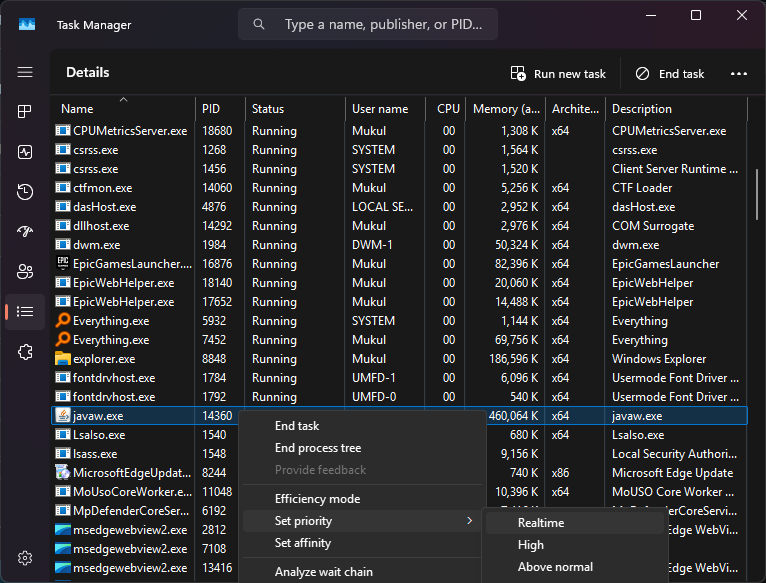 Task Manager
Type a name, publisher, or PID...
Details
Run new task
End task
Name PID Status User name CPU Memory (a... Archite... Description
CPUMetricsServer.exe 18680 Running Mukul 00 1,308 K x64 CPUMetricsServer.exe
csrss.exe 1268 Running SYSTEM 00 1,564 K csrss.exe
csrss.exe 1456 Running SYSTEM 00 1,520 K Client Server Runtime ...
ctfmon.exe 14060 Running Mukul 00 5,256 K x64 CTF Loader
dasHost.exe 4876 Running LOCAL SE... 00 2,952 K x64 dasHost.exe
dllhost.exe 14292 Running Mukul 00 2,976 K x64 COM Surrogate
dwm.exe 1984 Running DWM-1 00 50,324 K x64 dwm.exe
EpicGamesLauncher.... 16876 Running Mukul 00 82,396 K x64 EpicGamesLauncher
EpicWebHelper.exe 18140 Running Mukul 00 20,060 K x64 EpicWebHelper
EpicWebHelper.exe 17652 Running Mukul 00 14,488 K x64 EpicWebHelper
Everything.exe 5932 Running SYSTEM 00 1,144 K x64 Everything
Everything.exe 7452 Running Mukul 00 69,756 K x64 Everything
explorer.exe 8848 Running Mukul 00 186,596 K x64 Windows Explorer
fontdrvhost.exe 1784 Running UMFD-1 00 6,096 K x64 Usermode Font Driver ...
fontdrvhost.exe 1792 Running UMFD-0 00 540 K x64 Usermode Font Driver ...
javaw.exe 14360 460,064 K x64 javaw.exe
LsaIso.exe 1540 680 K x64 LsaIso.exe
lsass.exe 1548 9,156 K Local Security Authori...
MicrosoftEdgeUpdat... 8244 740 K x86 Microsoft Edge Update
MoUsoCoreWorker.e... 11048 10,396 K x64 MoUSO Core Worker ...
MpDefenderCoreSer... 6192 MpDefenderCoreServi...
msedgewebview2.exe 2812 Edge WebVi...
msedgewebview2.exe 7108 Edge WebVi...
msedgewebview2.exe 13416 Edge WebVi...
End task
End process tree
Provide feedback
Efficiency mode
Set priority
Set affinity
Analyze wait chain
Realtime
High
Above normal